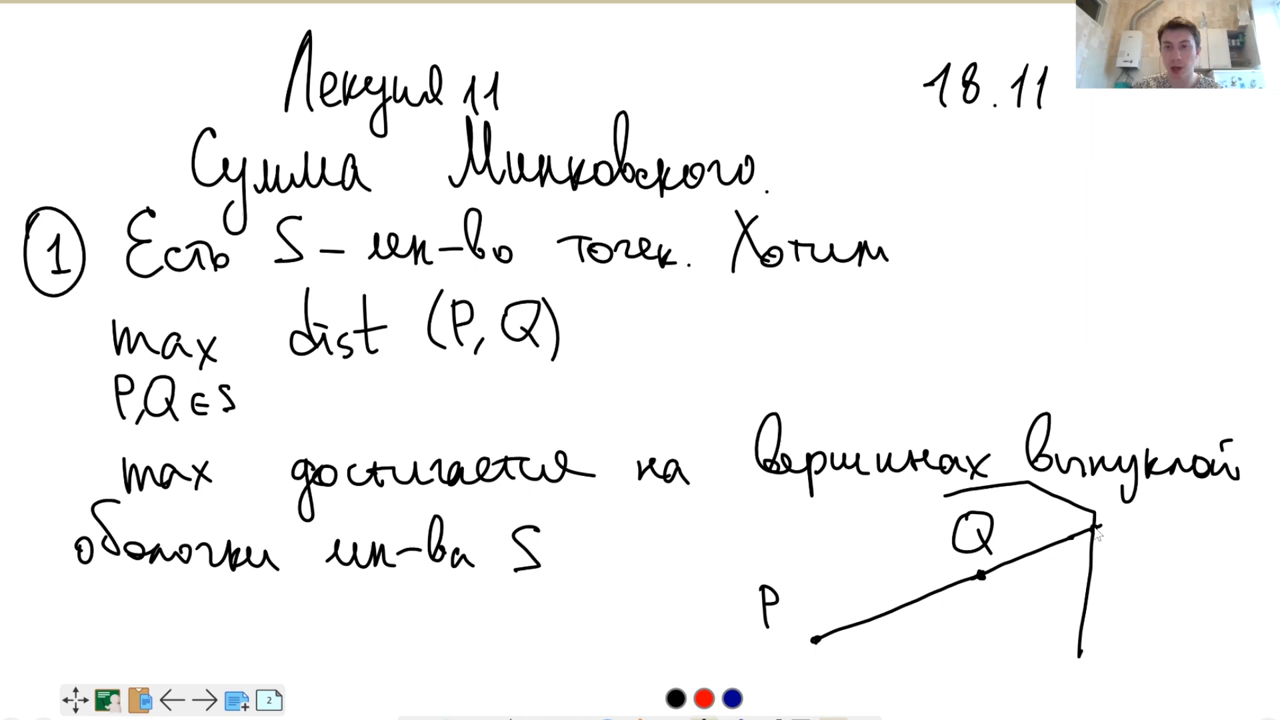 Лекция 11 18.11
Сумма Минковского.
1 Есть S - мн-во точек. Хотим
max dist (P, Q)
P,Q ∈ S
max достигается на вершинах выпуклой
оболочки мн-ва S
Q
P
2